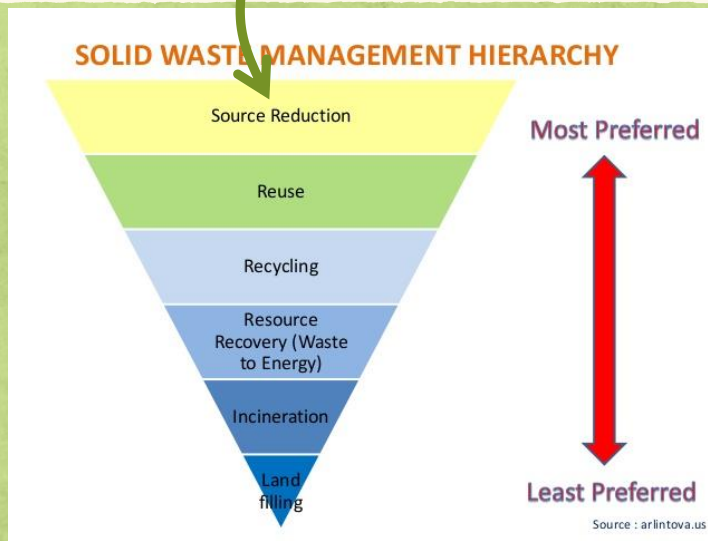 SOLID WASTE MANAGEMENT HIERARCHY
Source Reduction
Most Preferred
Reuse
Recycling
Resource
Recovery (Waste
to Energy)
Incineration
Land
filling
Least Preferred
Source : arlintova.us